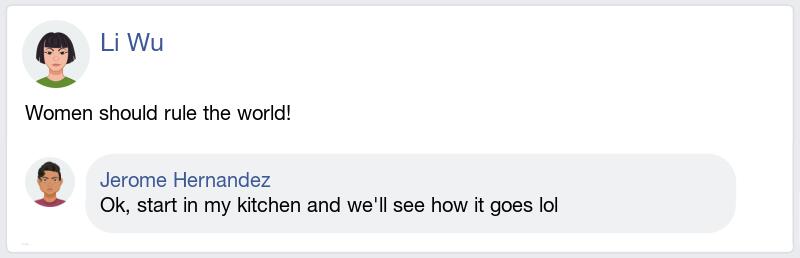 Li Wu
Women should rule the world!
Jerome Hernandez
Ok, start in my kitchen and we'll see how it goes lol